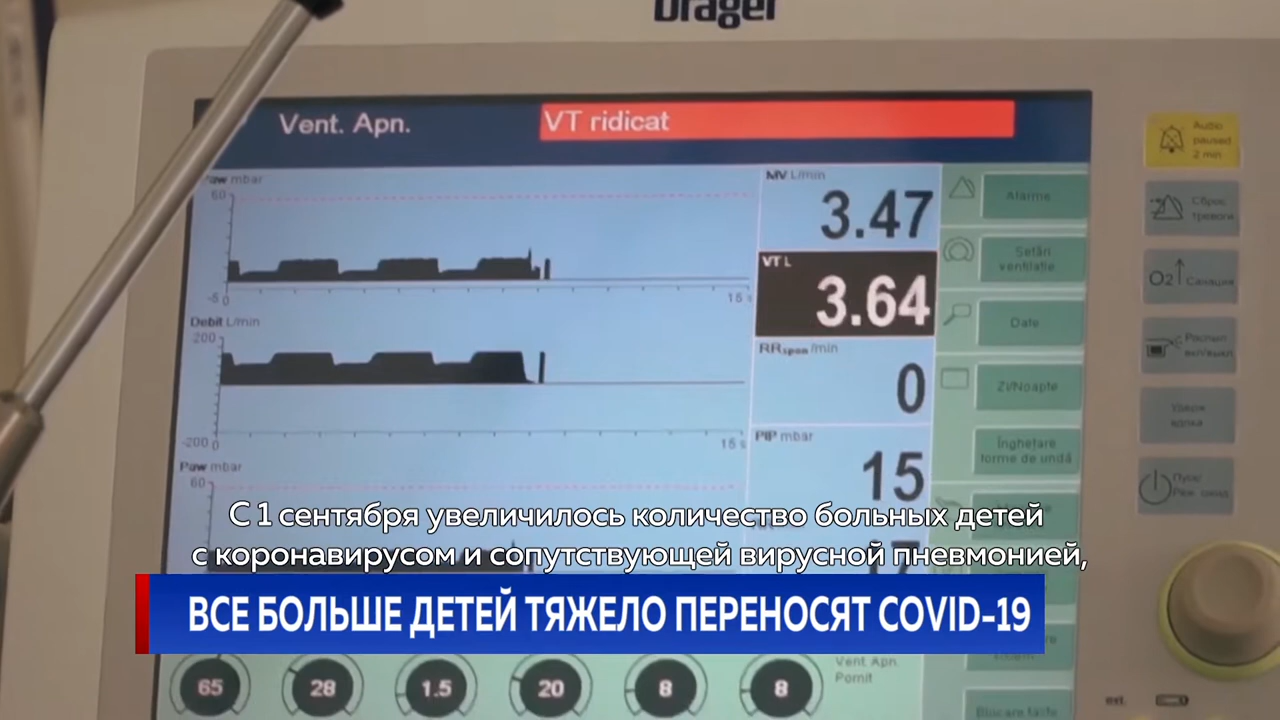 Dräger
Vent. Apn.
VT ridicat
Audio paused 2 min
Paw mbar
60
-5
0
15 s
MV L/min
3.47
Alarme
Сброс тревоги
VT L
3.64
Setări ventilație
O2
Debit L/min
200
-200
0
15 s
RRspon /min
0
Date
Zi/Noapte
PIP mbar
15
Înghețare forme de undă
Paw mbar
60
17
С 1 сентября увеличилось количество больных детей
с коронавирусом и сопутствующей вирусной пневмонией,
ВСЕ БОЛЬШЕ ДЕТЕЙ ТЯЖЕЛО ПЕРЕНОСЯТ COVID-19
65
28
1.5
20
8
8
Vent. Apn.
Pornit
ext.